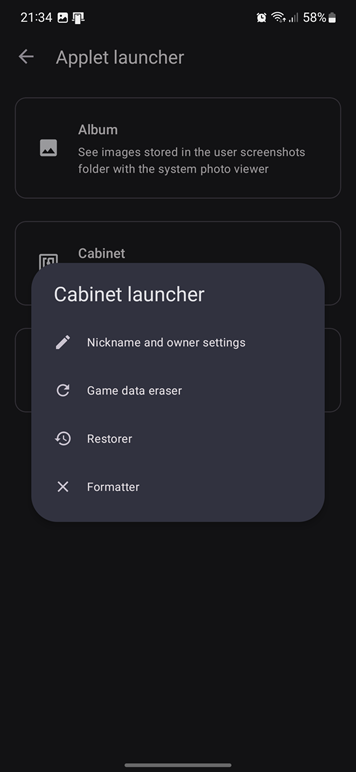 21:34
58%
Applet launcher
Album
See images stored in the user screenshots
folder with the system photo viewer
Cabinet
Cabinet launcher
Nickname and owner settings
Game data eraser
Restorer
Formatter